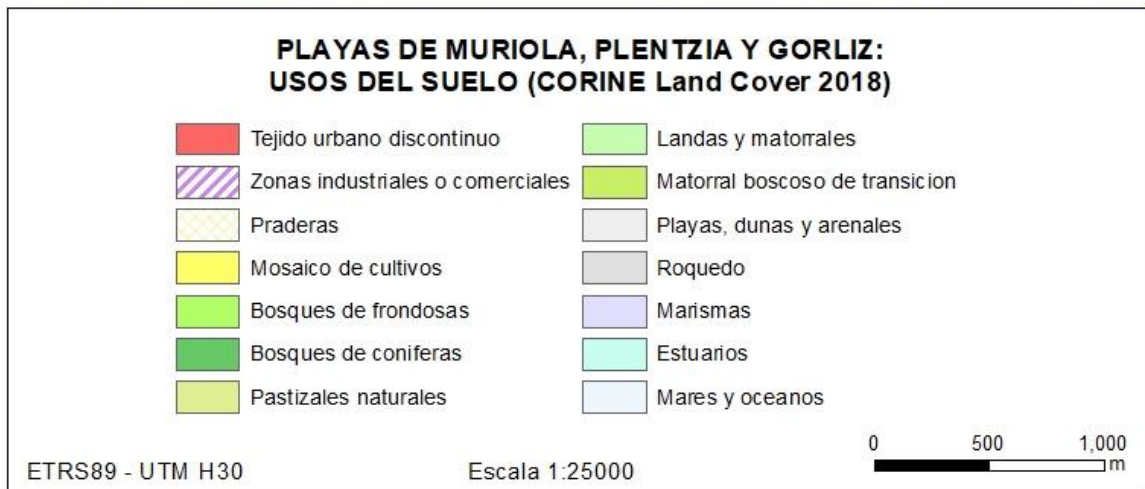 PLAYAS DE MURIOLA, PLENTZIA Y GORLIZ:
USOS DEL SUELO (CORINE Land Cover 2018)
Tejido urbano discontinuo
Zonas industriales o comerciales
Praderas
Mosaico de cultivos
Bosques de frondosas
Bosques de coniferas
Pastizales naturales
Landas y matorrales
Matorral boscoso de transicion
Playas, dunas y arenales
Roquedo
Marismas
Estuarios
Mares y oceanos
ETRS89 - UTM H30
Escala 1:25000
0 500 1,000
m